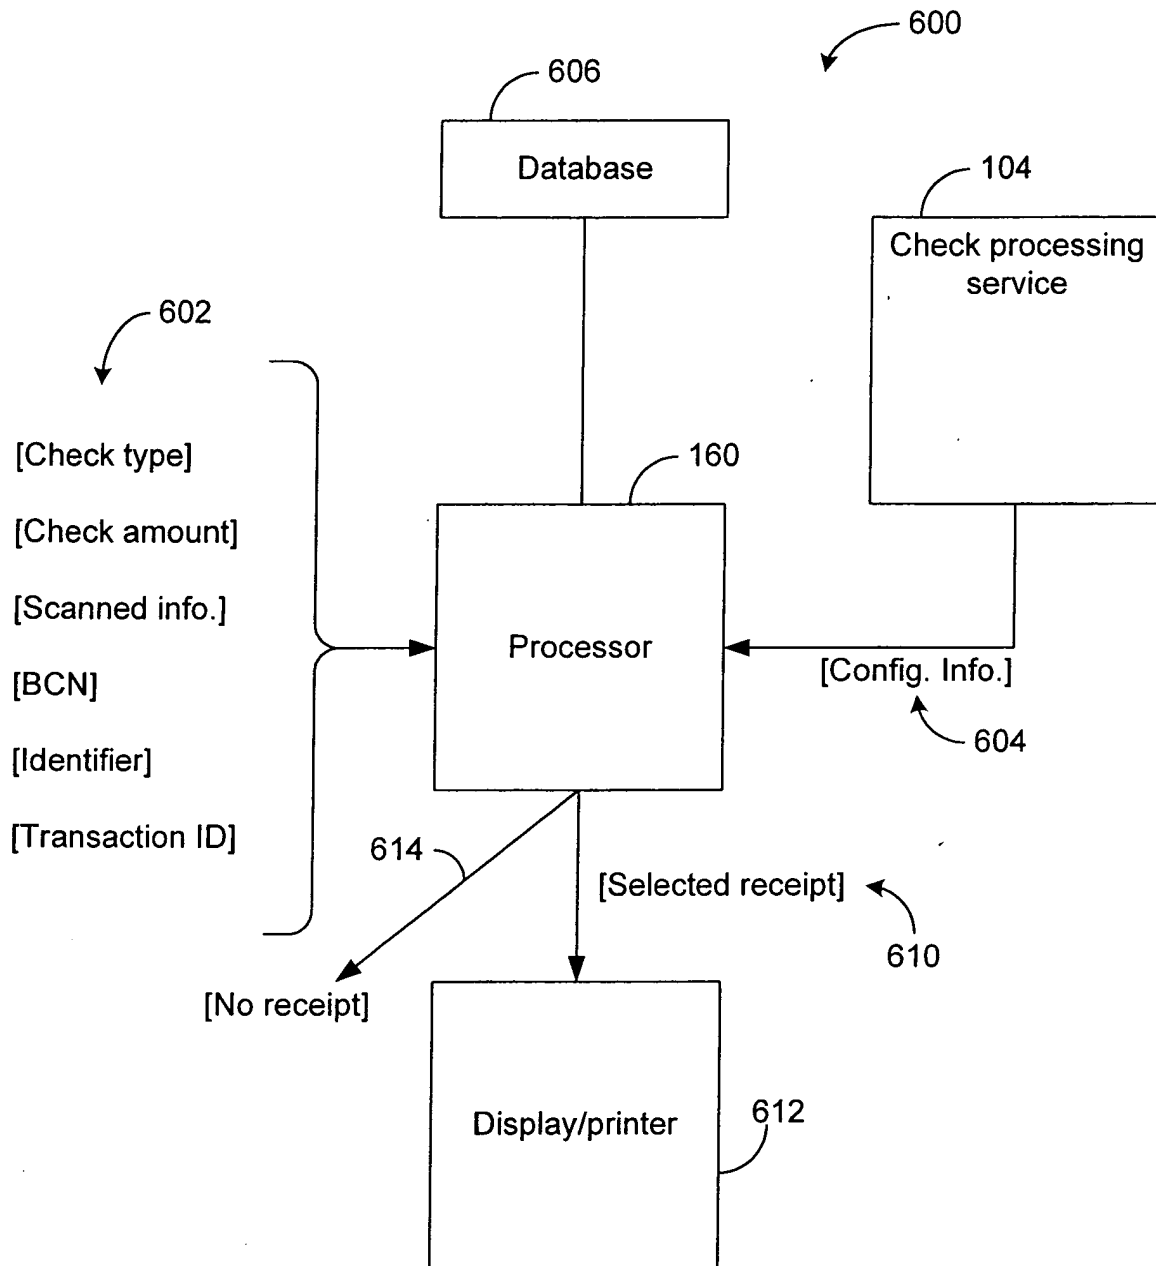 600
606
Database
104
Check processing
service
602
[Check type]
[Check amount]
[Scanned info.]
[BCN]
[Identifier]
[Transaction ID]
160
Processor
[Config. Info.]
604
614
[Selected receipt]
610
[No receipt]
Display/printer
612